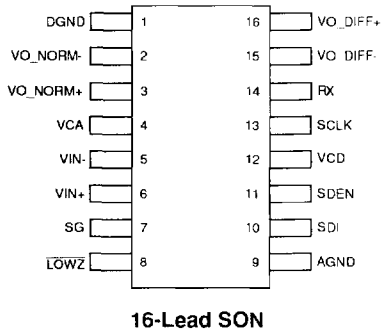 DGND 1 16 VO_DIFF+
VO_NORM- 2 15 VO_DIFF-
VO_NORM+ 3 14 RX
VCA 4 13 SCLK
VIN- 5 12 VCD
VIN+ 6 11 SDEN
SG 7 10 SDI
LOWZ 8 9 AGND
16-Lead SON